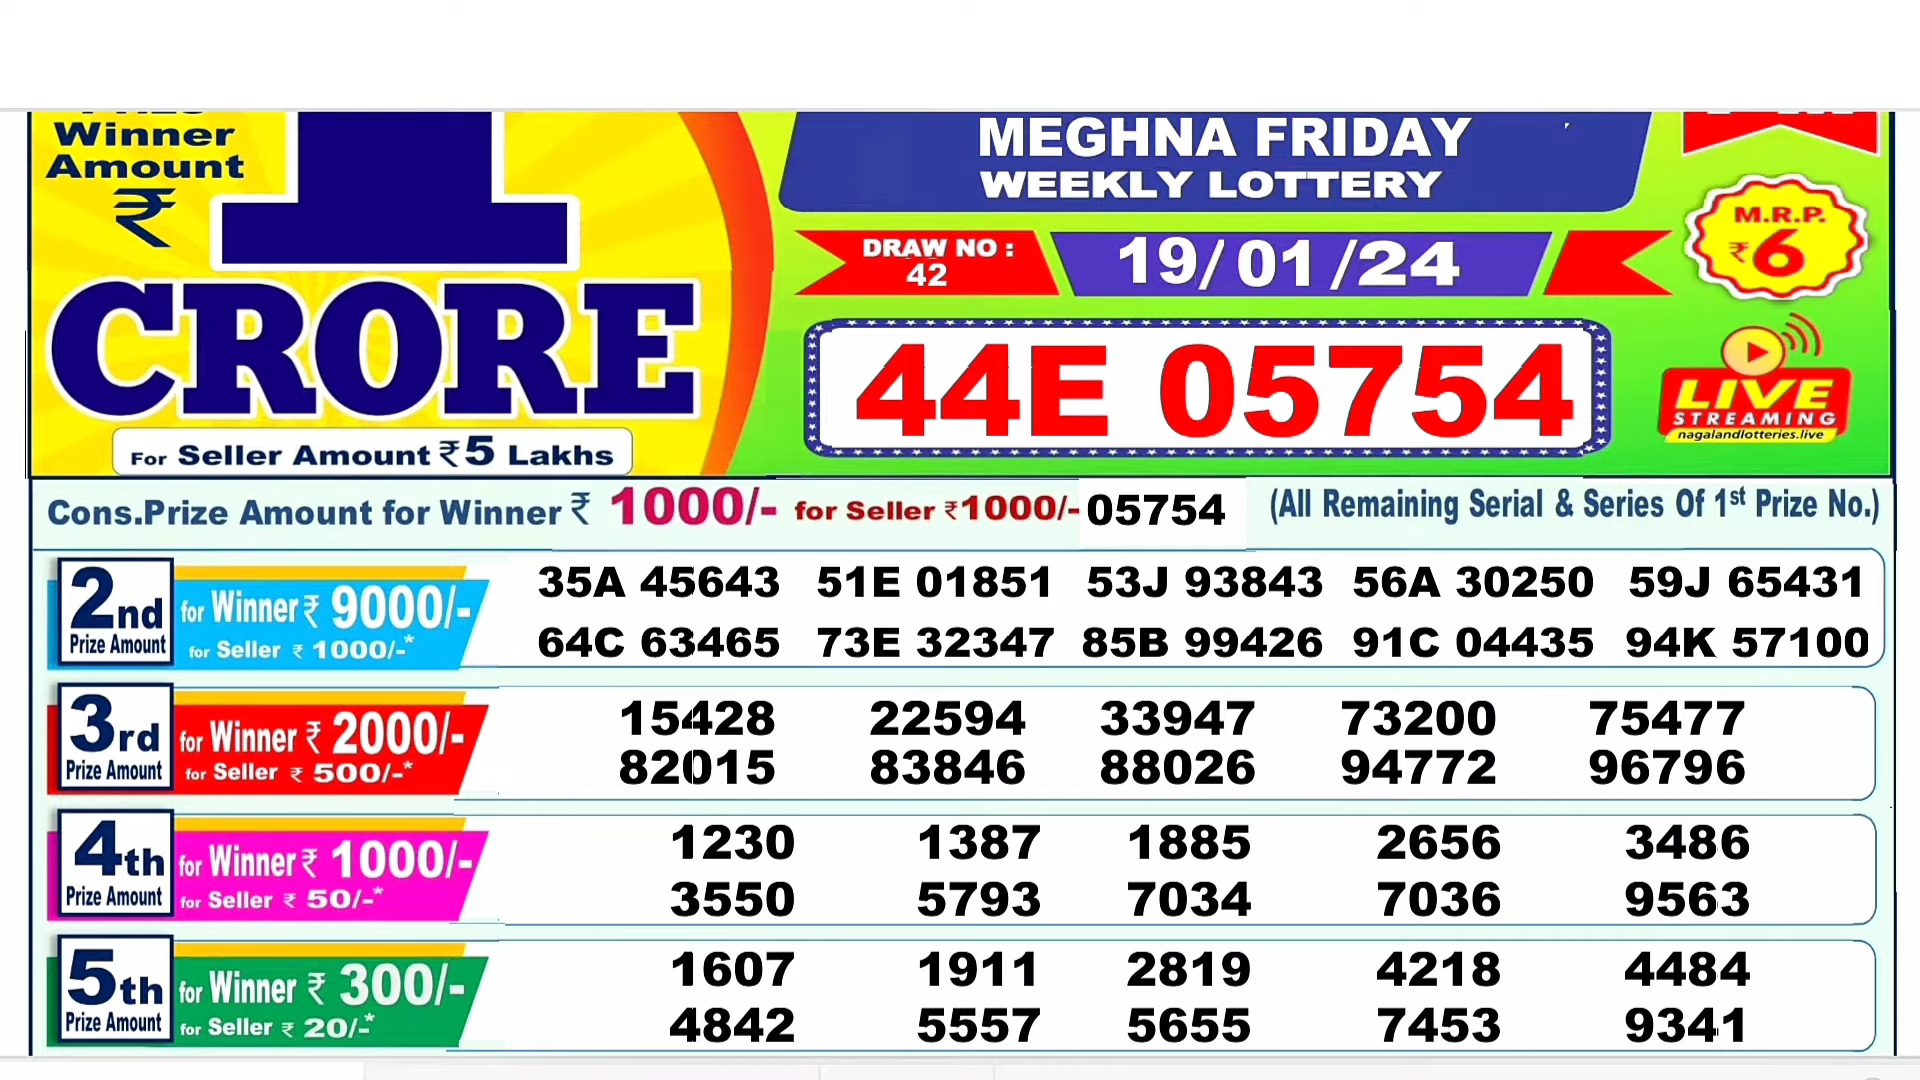 Winner
Amount
₹
1
CRORE
For Seller Amount ₹5 Lakhs
MEGHNA FRIDAY
WEEKLY LOTTERY
DRAW NO :
42
19/01/24
M.R.P.
₹6
44E 05754
LIVE
STREAMING
nagalandlotteries.live
Cons.Prize Amount for Winner ₹ 1000/- for Seller ₹1000/- 05754 (All Remaining Serial & Series Of 1st Prize No.)
2nd
Prize Amount
for Winner ₹ 9000/-
for Seller ₹ 1000/-*
35A 45643 51E 01851 53J 93843 56A 30250 59J 65431
64C 63465 73E 32347 85B 99426 91C 04435 94K 57100
3rd
Prize Amount
for Winner ₹ 2000/-
for Seller ₹ 500/-*
15428 22594 33947 73200 75477
82015 83846 88026 94772 96796
4th
Prize Amount
for Winner ₹ 1000/-
for Seller ₹ 50/-*
1230 1387 1885 2656 3486
3550 5793 7034 7036 9563
5th
Prize Amount
for Winner ₹ 300/-
for Seller ₹ 20/-*
1607 1911 2819 4218 4484
4842 5557 5655 7453 9341